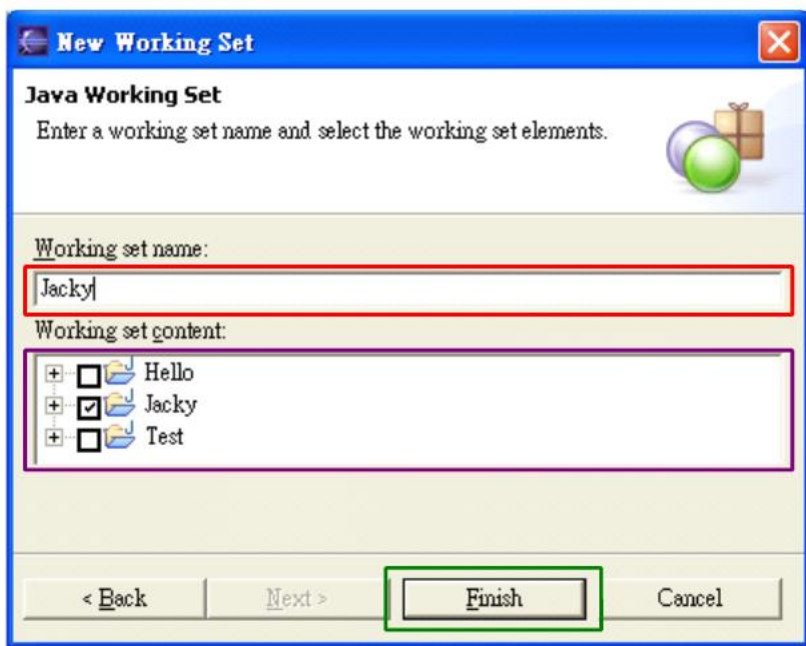 New Working Set
Java Working Set
Enter a working set name and select the working set elements.
Working set name:
Jacky
Working set content:
Hello
Jacky
Test
< Back Next > Finish Cancel